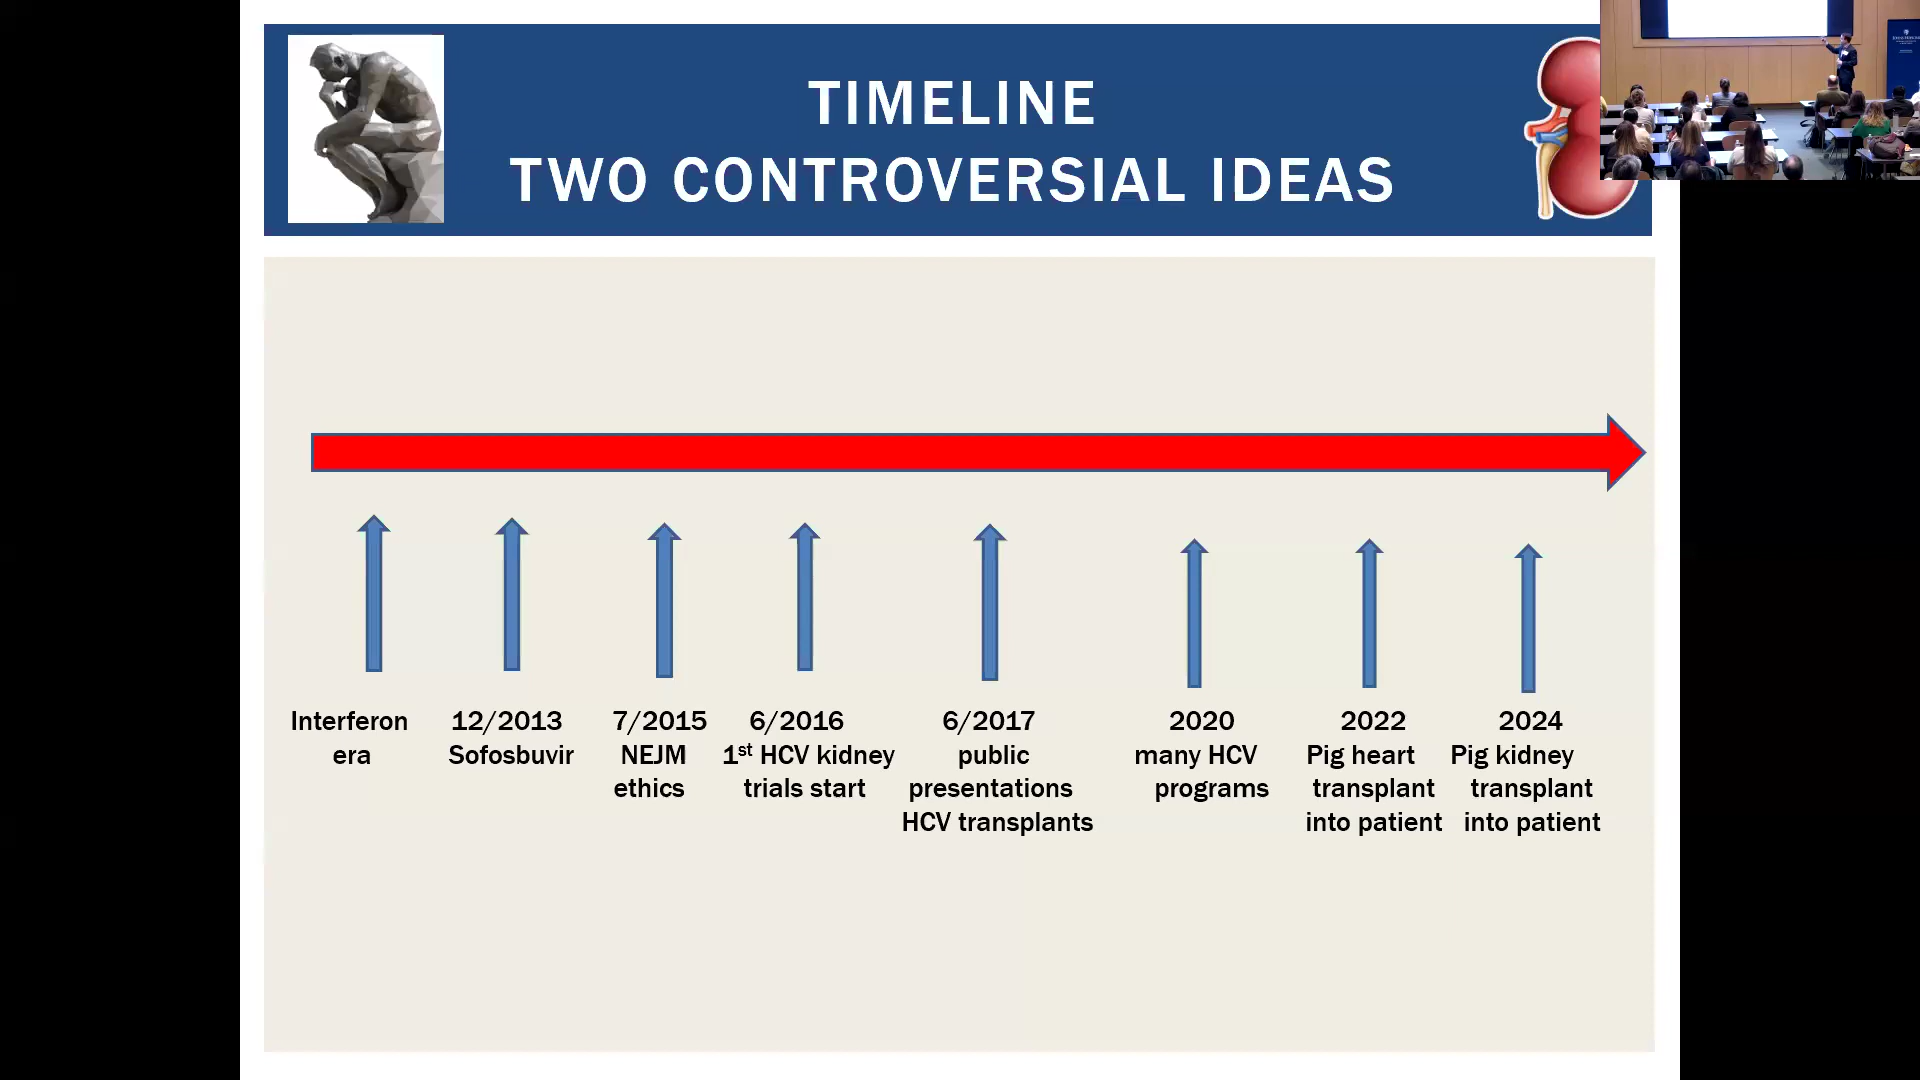 TIMELINE
TWO CONTROVERSIAL IDEAS
Interferon
era
12/2013
Sofosbuvir
7/2015
NEJM
ethics
6/2016
1st HCV kidney
trials start
6/2017
public
presentations
HCV transplants
2020
many HCV
programs
2022
Pig heart
transplant
into patient
2024
Pig kidney
transplant
into patient